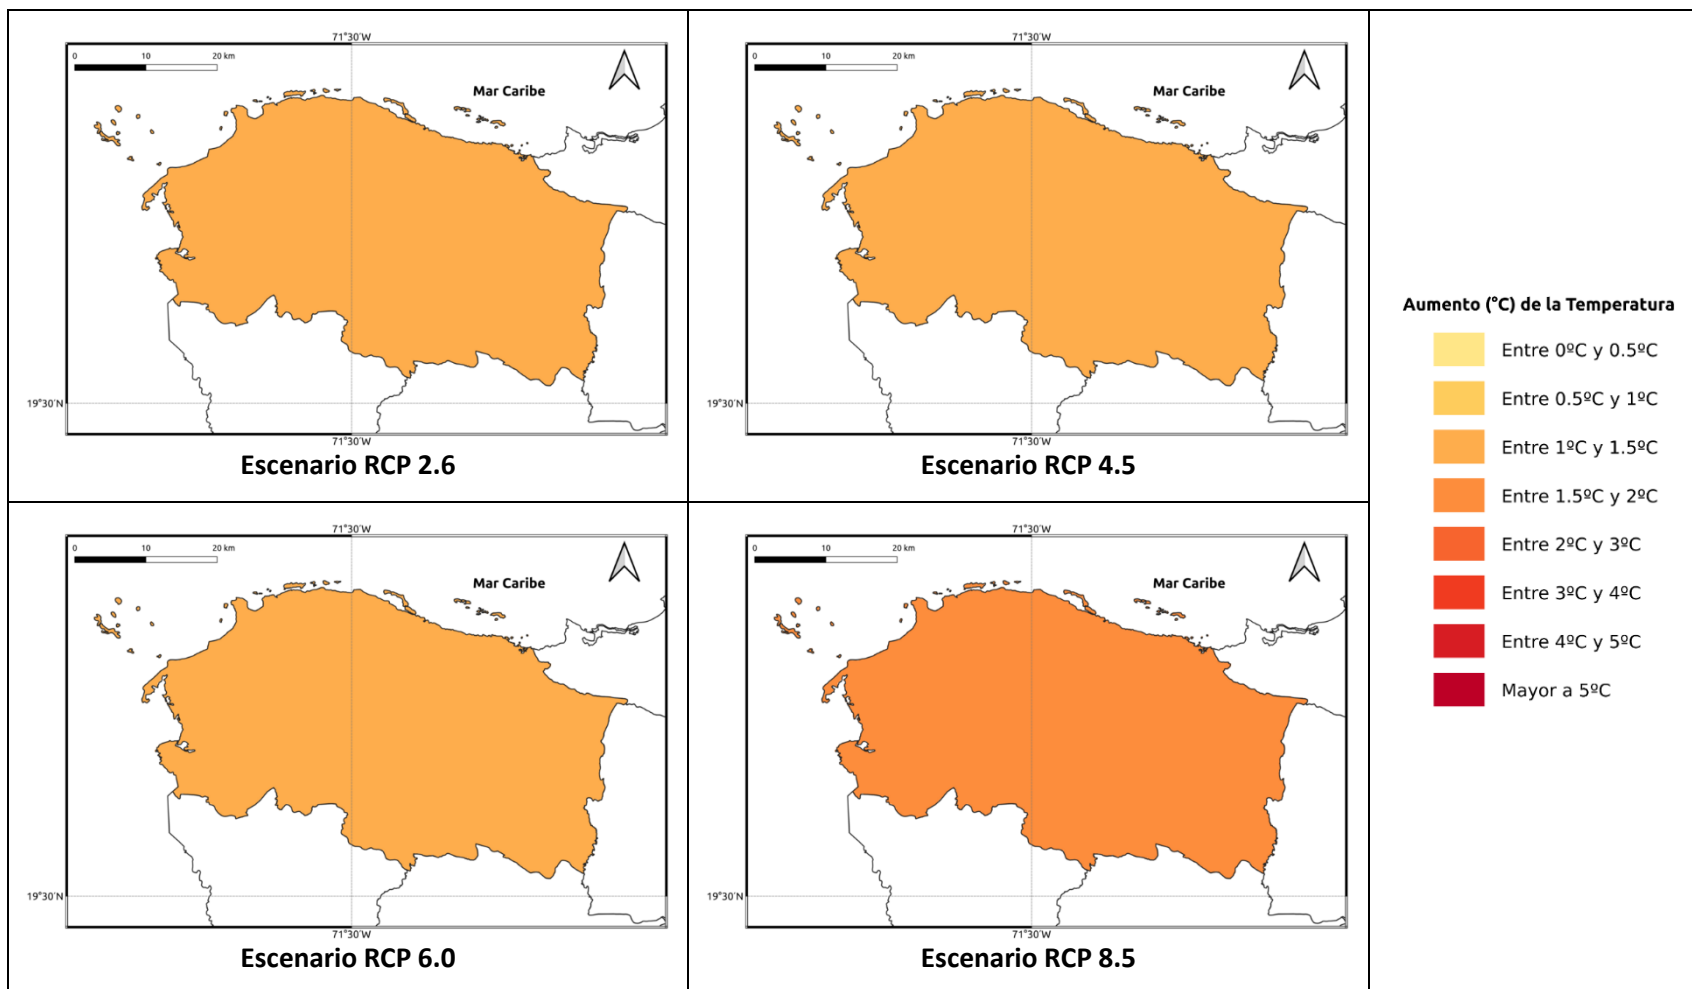 71°30'W
0 10 20 km
Mar Caribe
19°30'N
71°30'W
Escenario RCP 2.6
71°30'W
0 10 20 km
Mar Caribe
71°30'W
Escenario RCP 4.5
Aumento (°C) de la Temperatura
Entre 0ºC y 0.5ºC
Entre 0.5ºC y 1ºC
Entre 1ºC y 1.5ºC
Entre 1.5ºC y 2ºC
Entre 2ºC y 3ºC
Entre 3ºC y 4ºC
Entre 4ºC y 5ºC
Mayor a 5ºC
71°30'W
0 10 20 km
Mar Caribe
19°30'N
71°30'W
Escenario RCP 6.0
71°30'W
0 10 20 km
Mar Caribe
19°30'N
71°30'W
Escenario RCP 8.5